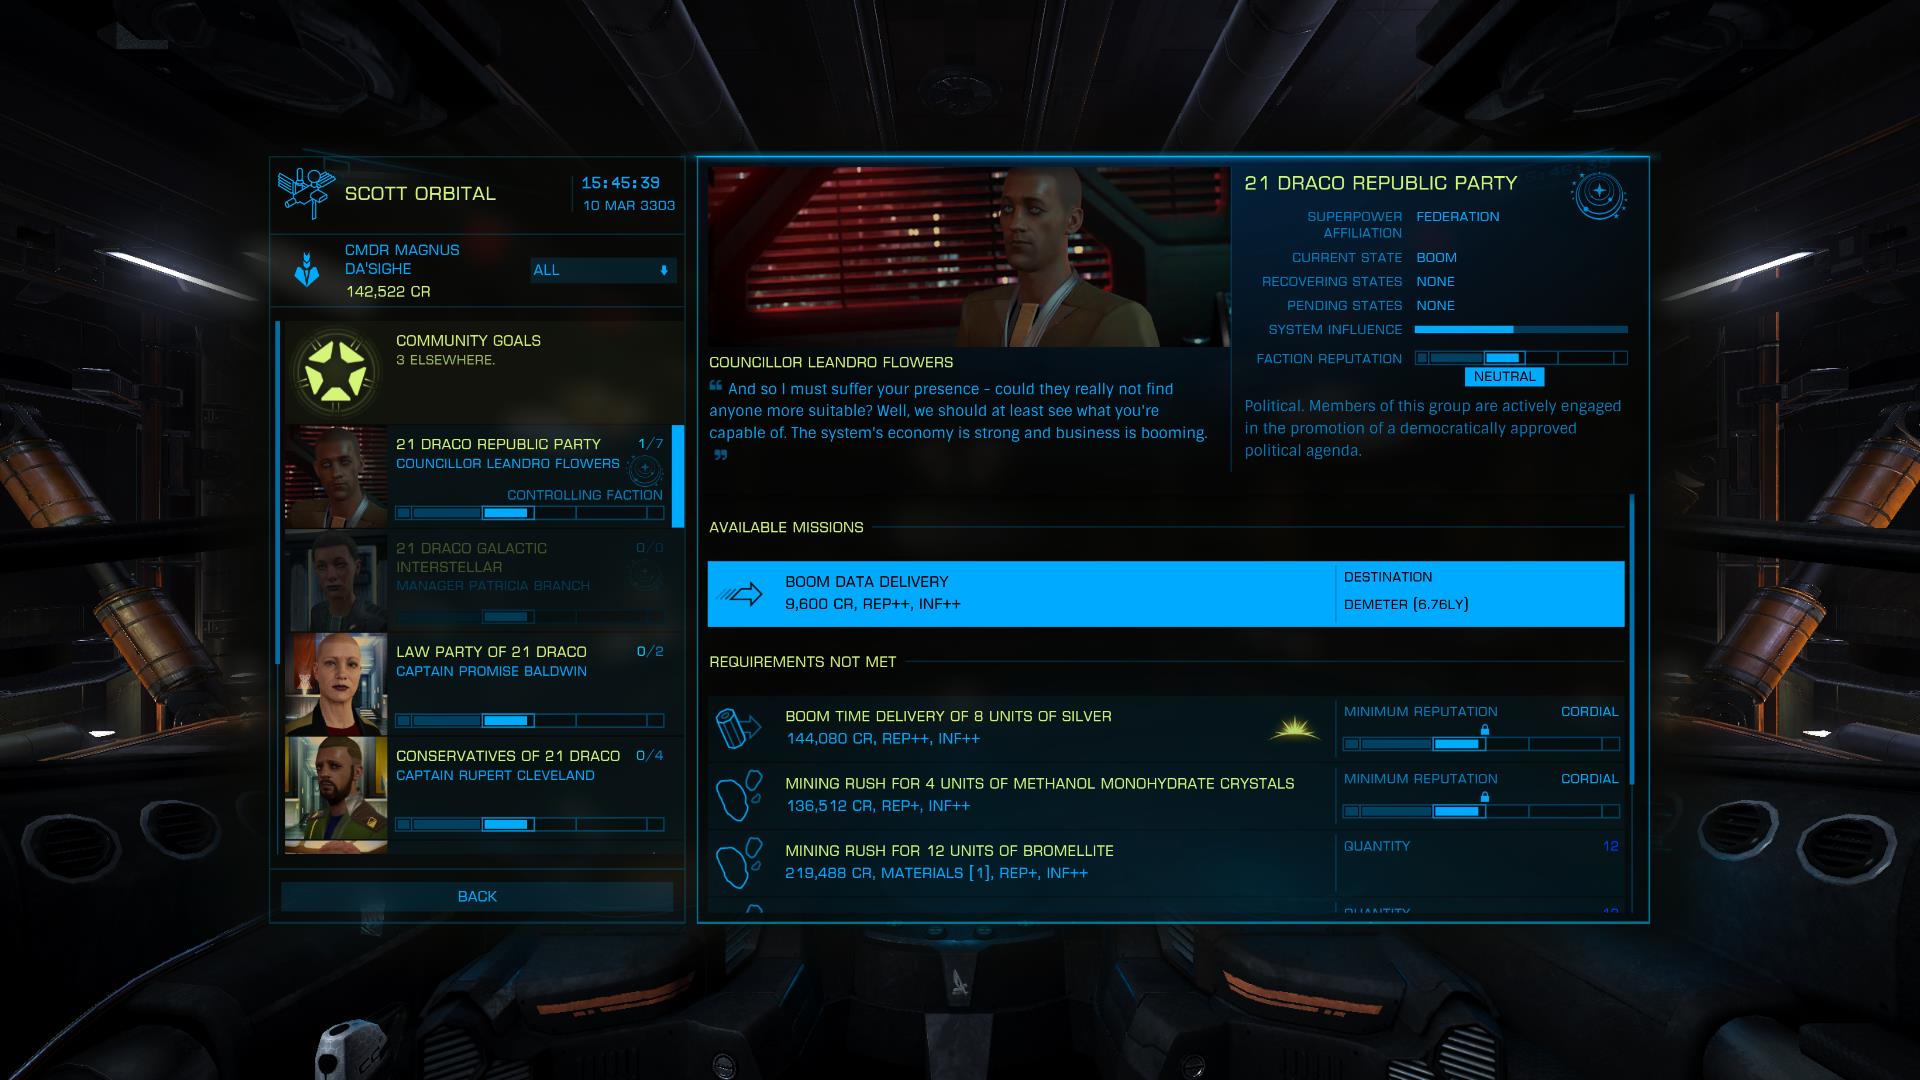 SCOTT ORBITAL
15:45:39
10 MAR 3303
CMDR MAGNUS
DA'SIGHE
142,522 CR
ALL
COMMUNITY GOALS
3 ELSEWHERE.
21 DRACO REPUBLIC PARTY 1/7
COUNCILLOR LEANDRO FLOWERS
CONTROLLING FACTION
21 DRACO GALACTIC 0/0
INTERSTELLAR
MANAGER PATRICIA BRANCH
LAW PARTY OF 21 DRACO 0/2
CAPTAIN PROMISE BALDWIN
CONSERVATIVES OF 21 DRACO 0/4
CAPTAIN RUPERT CLEVELAND
BACK
COUNCILLOR LEANDRO FLOWERS
“ And so I must suffer your presence - could they really not find
anyone more suitable? Well, we should at least see what you're
capable of. The system's economy is strong and business is booming.
”
21 DRACO REPUBLIC PARTY
SUPERPOWER FEDERATION
AFFILIATION
CURRENT STATE BOOM
RECOVERING STATES NONE
PENDING STATES NONE
SYSTEM INFLUENCE
FACTION REPUTATION
NEUTRAL
Political. Members of this group are actively engaged
in the promotion of a democratically approved
political agenda.
AVAILABLE MISSIONS
BOOM DATA DELIVERY
9,600 CR, REP++, INF++
DESTINATION
DEMETER (6.76LY)
REQUIREMENTS NOT MET
BOOM TIME DELIVERY OF 8 UNITS OF SILVER
144,080 CR, REP++, INF++
MINIMUM REPUTATION CORDIAL
MINING RUSH FOR 4 UNITS OF METHANOL MONOHYDRATE CRYSTALS
136,512 CR, REP+, INF++
MINIMUM REPUTATION CORDIAL
MINING RUSH FOR 12 UNITS OF BROMELLITE
219,488 CR, MATERIALS [1], REP+, INF++
QUANTITY 12
QUANTITY